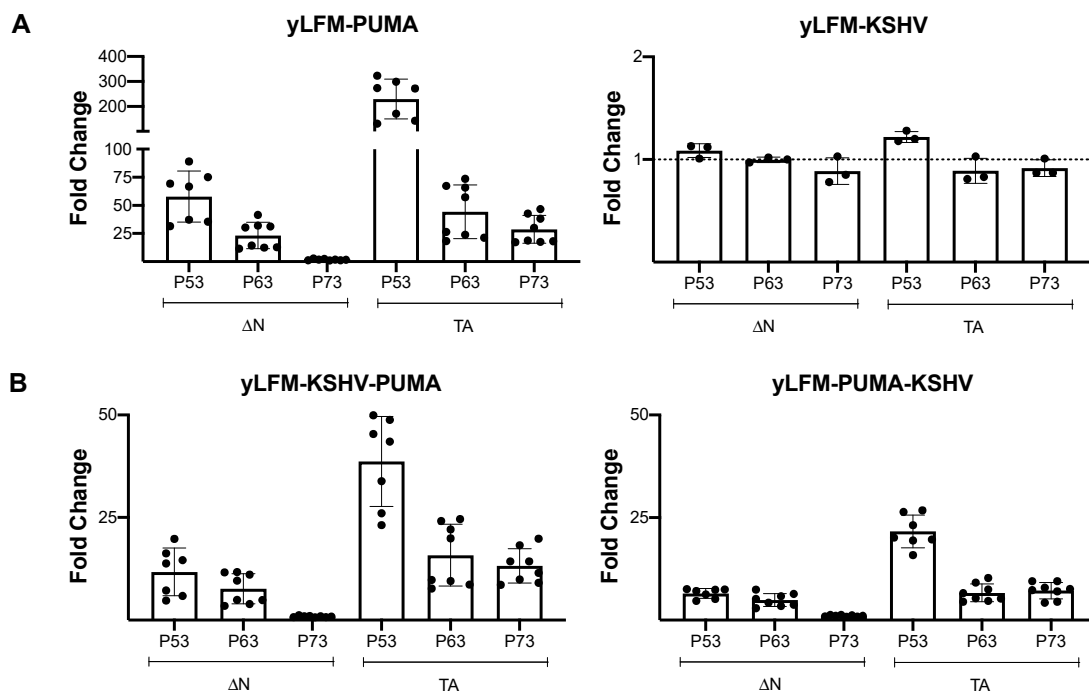 A
yLFM-PUMA
yLFM-KSHV
Fold Change
400
300
200
100
75
50
25
P53 P63 P73 P53 P63 P73
ΔN TA
Fold Change
2
1
P53 P63 P73 P53 P63 P73
ΔN TA
B
yLFM-KSHV-PUMA
yLFM-PUMA-KSHV
Fold Change
50
25
P53 P63 P73 P53 P63 P73
ΔN TA
Fold Change
50
25
P53 P63 P73 P53 P63 P73
ΔN TA